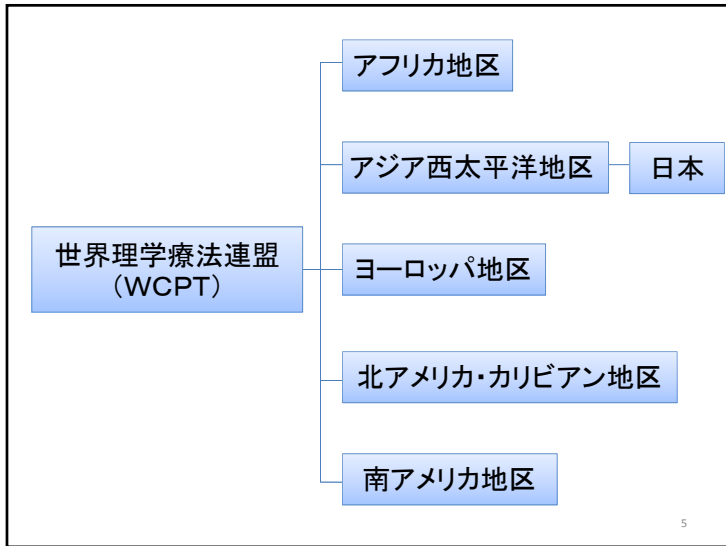 アフリカ地区
アジア西太平洋地区
日本
世界理学療法連盟
(WCPT)
ヨーロッパ地区
北アメリカ・カリビアン地区
南アメリカ地区
5